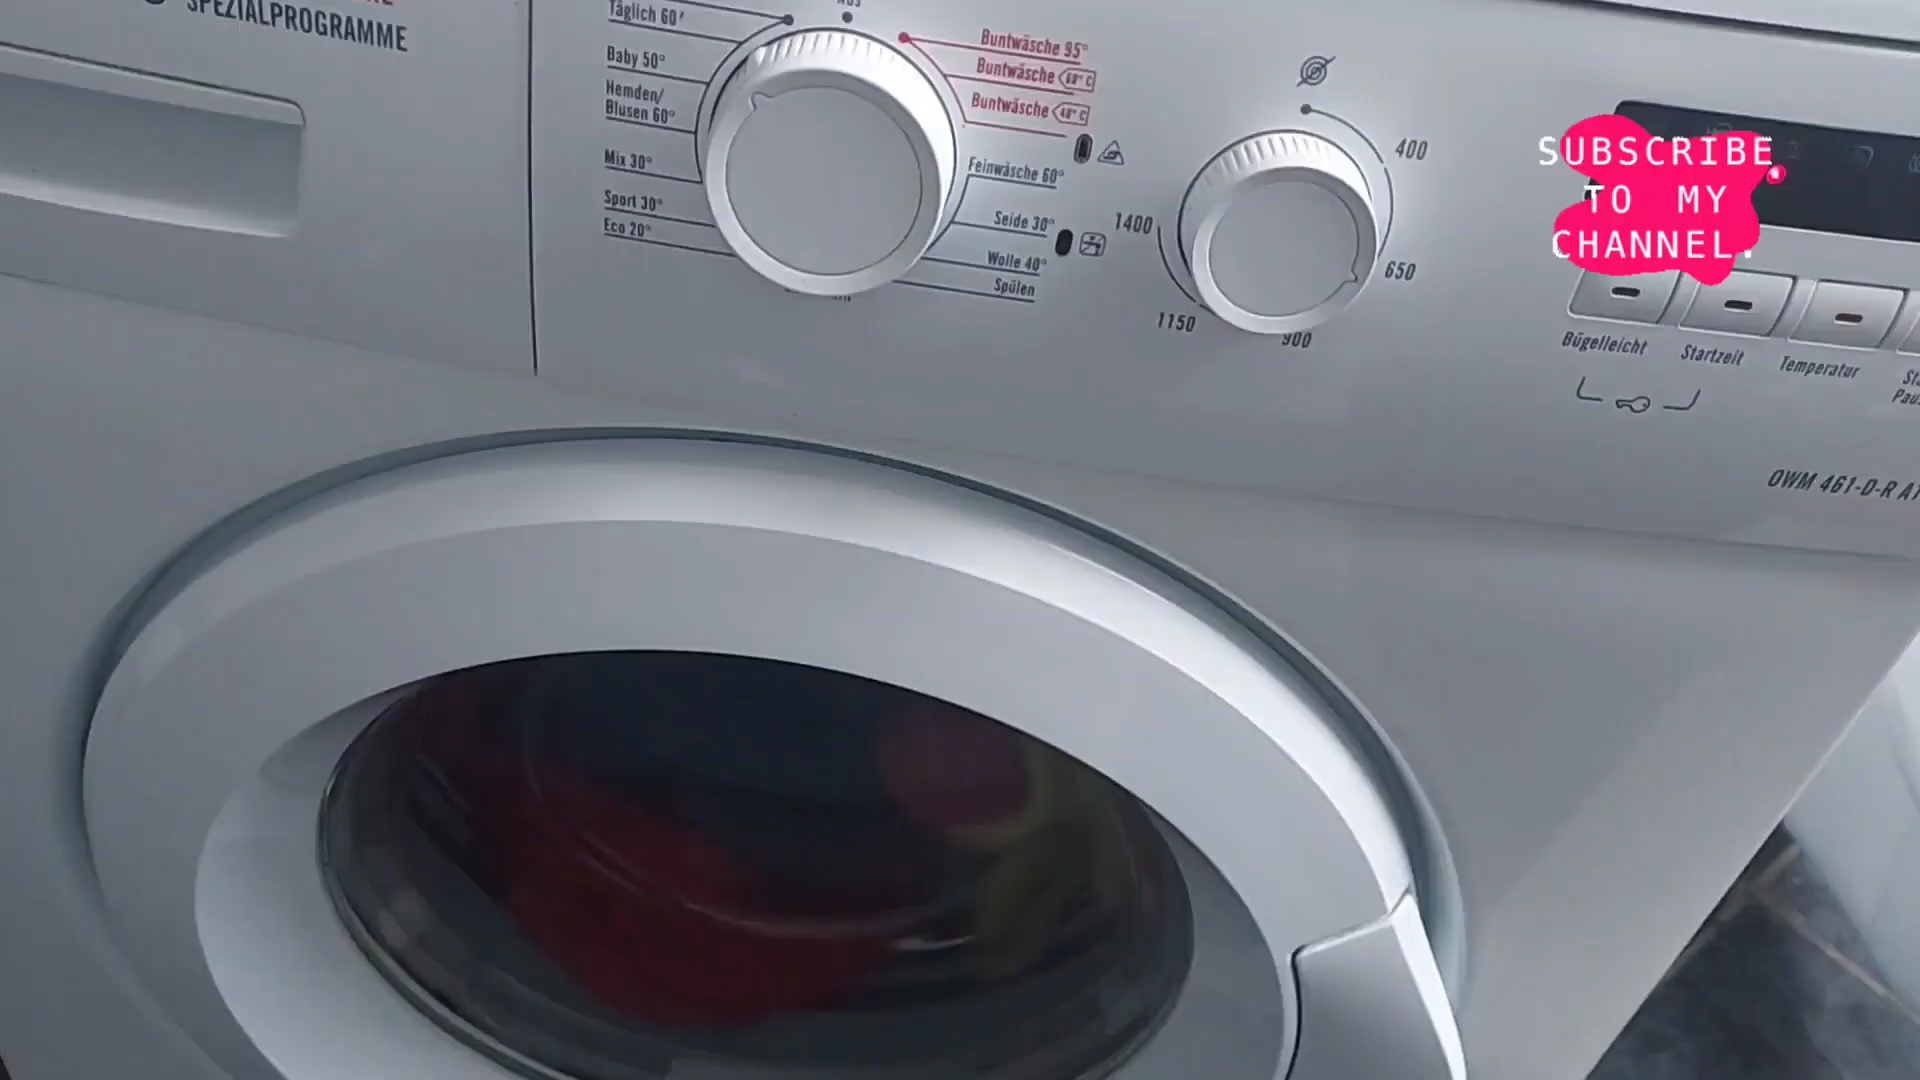 SPEZIALPROGRAMME
Täglich 60°
Baby 50°
Hemden/
Blusen 60°
Mix 30°
Sport 30°
Eco 20°
Buntwäsche 95°
Buntwäsche 60° C
Buntwäsche 40° C
Feinwäsche 60°
Seide 30°
Wolle 40°
Spülen
400
650
900
1150
1400
SUBSCRIBE
TO MY
CHANNEL.
Bügelleicht
Startzeit
Temperatur
OWM 461-D-R